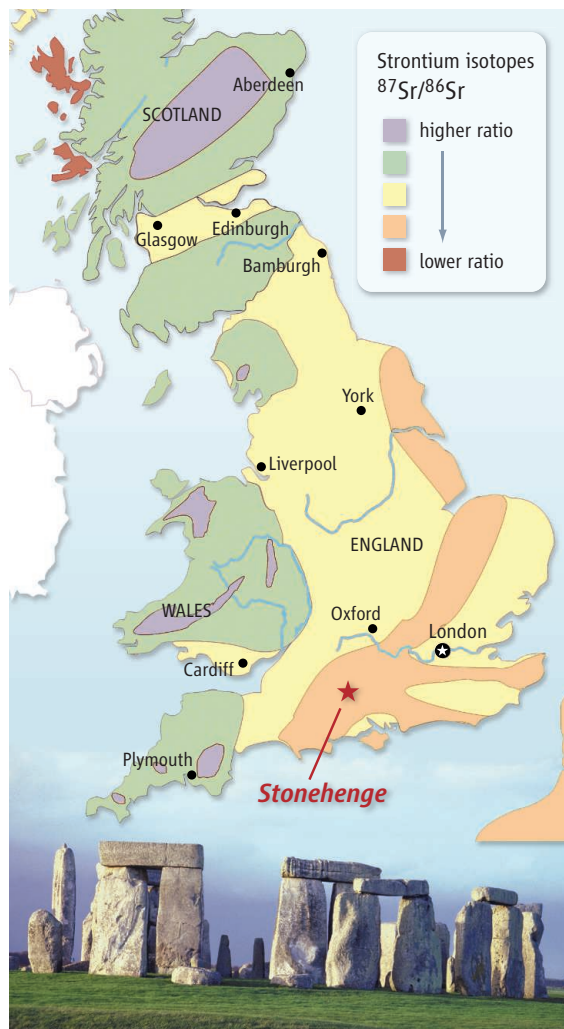 Strontium isotopes
⁸⁷Sr/⁸⁶Sr
higher ratio
lower ratio
Aberdeen
SCOTLAND
Edinburgh
Glasgow
Bamburgh
York
Liverpool
ENGLAND
WALES
Oxford
London
Cardiff
Plymouth
Stonehenge